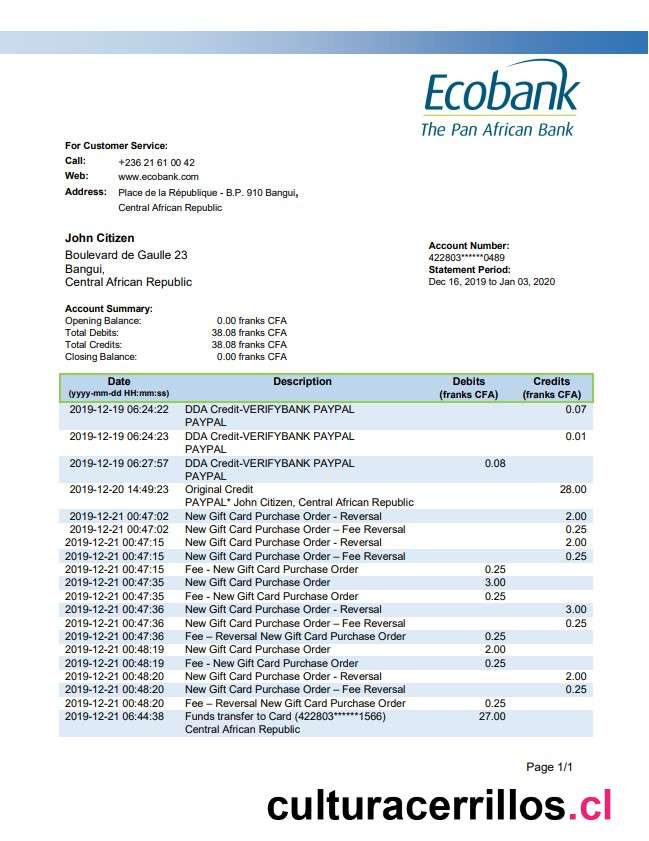 Ecobank
The Pan African Bank
For Customer Service:
Call: +236 21 61 00 42
Web: www.ecobank.com
Address: Place de la République - B.P. 910 Bangui,
Central African Republic
John Citizen
Boulevard de Gaulle 23
Bangui,
Central African Republic
Account Number:
422803******0489
Statement Period:
Dec 16, 2019 to Jan 03, 2020
Account Summary:
Opening Balance: 0.00 franks CFA
Total Debits: 38.08 franks CFA
Total Credits: 38.08 franks CFA
Closing Balance: 0.00 franks CFA
Date Description Debits Credits
(yyyy-mm-dd HH:mm:ss) (franks CFA) (franks CFA)
2019-12-19 06:24:22 DDA Credit-VERIFYBANK PAYPAL 0.07
PAYPAL
2019-12-19 06:24:23 DDA Credit-VERIFYBANK PAYPAL 0.01
PAYPAL
2019-12-19 06:27:57 DDA Credit-VERIFYBANK PAYPAL 0.08
PAYPAL
2019-12-20 14:49:23 Original Credit 28.00
PAYPAL* John Citizen, Central African Republic
2019-12-21 00:47:02 New Gift Card Purchase Order - Reversal 2.00
2019-12-21 00:47:02 New Gift Card Purchase Order – Fee Reversal 0.25
2019-12-21 00:47:15 New Gift Card Purchase Order - Reversal 2.00
2019-12-21 00:47:15 New Gift Card Purchase Order – Fee Reversal 0.25
2019-12-21 00:47:15 Fee - New Gift Card Purchase Order 0.25
2019-12-21 00:47:35 New Gift Card Purchase Order 3.00
2019-12-21 00:47:35 Fee - New Gift Card Purchase Order 0.25
2019-12-21 00:47:36 New Gift Card Purchase Order - Reversal 3.00
2019-12-21 00:47:36 New Gift Card Purchase Order – Fee Reversal 0.25
2019-12-21 00:47:36 Fee – Reversal New Gift Card Purchase Order 0.25
2019-12-21 00:48:19 New Gift Card Purchase Order 2.00
2019-12-21 00:48:19 Fee - New Gift Card Purchase Order 0.25
2019-12-21 00:48:20 New Gift Card Purchase Order - Reversal 2.00
2019-12-21 00:48:20 New Gift Card Purchase Order – Fee Reversal 0.25
2019-12-21 00:48:20 Fee – Reversal New Gift Card Purchase Order 0.25
2019-12-21 06:44:38 Funds transfer to Card (422803******1566) 27.00
Central African Republic
Page 1/1
culturacerrillos.cl